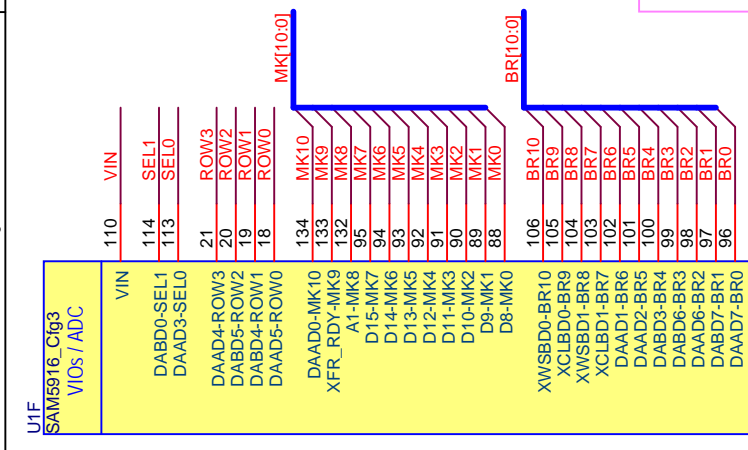 MK[10:0]
BR[10:0]
VIN
SEL1
SEL0
ROW3
ROW2
ROW1
ROW0
MK10
MK9
MK8
MK7
MK6
MK5
MK4
MK3
MK2
MK1
MK0
BR10
BR9
BR8
BR7
BR6
BR5
BR4
BR3
BR2
BR1
BR0
110
114
113
21
20
19
18
134
133
132
95
94
93
92
91
90
89
88
106
105
104
103
102
101
100
99
98
97
96
U1F
SAM5916_Cfg3
VIOs / ADC
VIN
DABD0-SEL1
DAAD3-SEL0
DAAD4-ROW3
DABD5-ROW2
DABD4-ROW1
DAAD5-ROW0
DAAD0-MK10
XFR_RDY-MK9
A1-MK8
D15-MK7
D14-MK6
D13-MK5
D12-MK4
D11-MK3
D10-MK2
D9-MK1
D8-MK0
XWSBD0-BR10
XCLBD0-BR9
XWSBD1-BR8
XCLBD1-BR7
DAAD1-BR6
DAAD2-BR5
DABD3-BR4
DABD6-BR3
DAAD6-BR2
DABD7-BR1
DAAD7-BR0